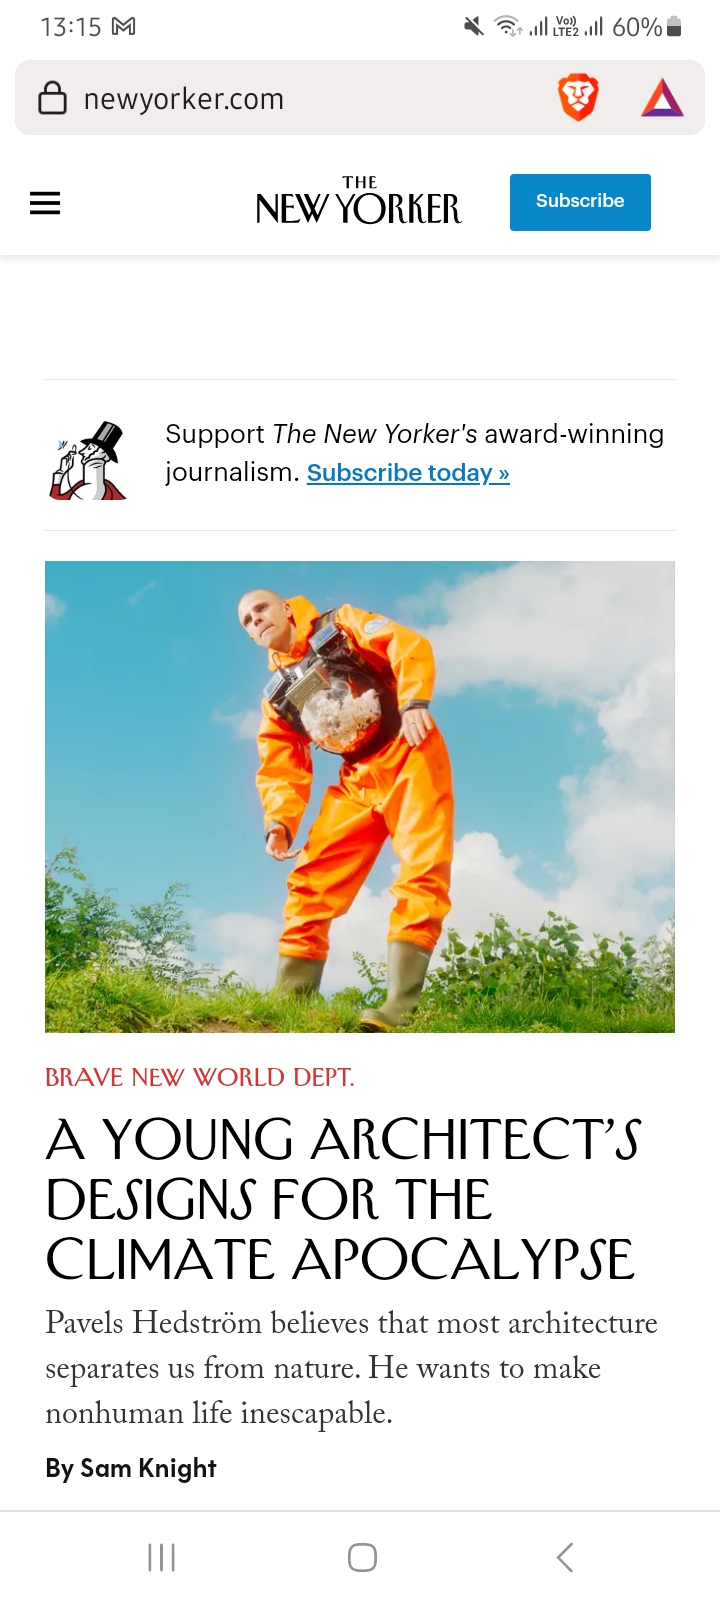 13:15
Vo)) LTE2 60%
newyorker.com
THE
NEW YORKER
Subscribe
Support The New Yorker's award-winning
journalism. Subscribe today »
BRAVE NEW WORLD DEPT.
A YOUNG ARCHITECT’S
DESIGNS FOR THE
CLIMATE APOCALYPSE
Pavels Hedström believes that most architecture
separates us from nature. He wants to make
nonhuman life inescapable.
By Sam Knight